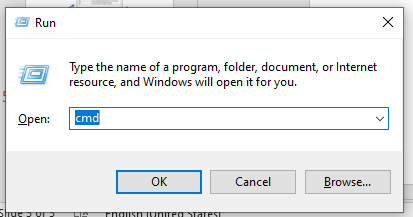 Run
Type the name of a program, folder, document, or Internet
resource, and Windows will open it for you.
Open: cmd
OK Cancel Browse...
English (United States)